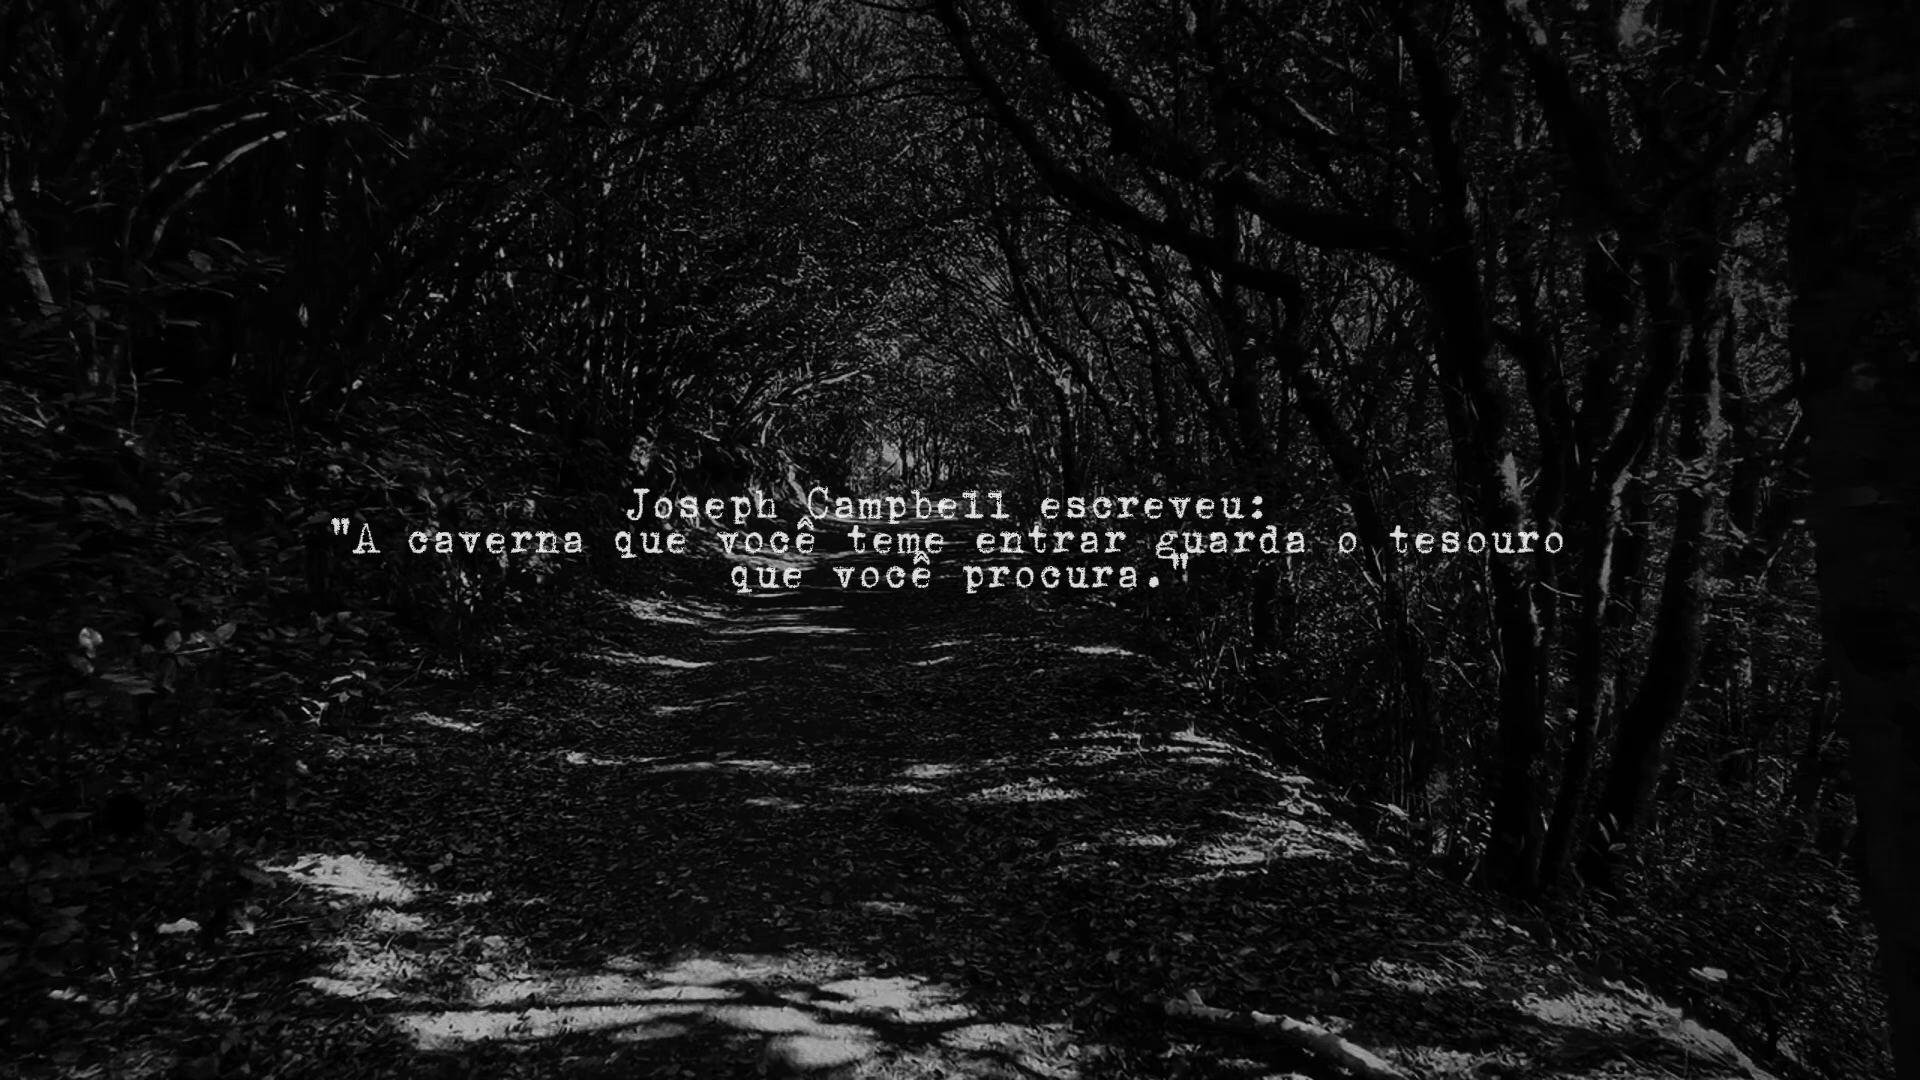 Joseph Campbell escreveu:
"A caverna que você teme entrar guarda o tesouro
que você procura."